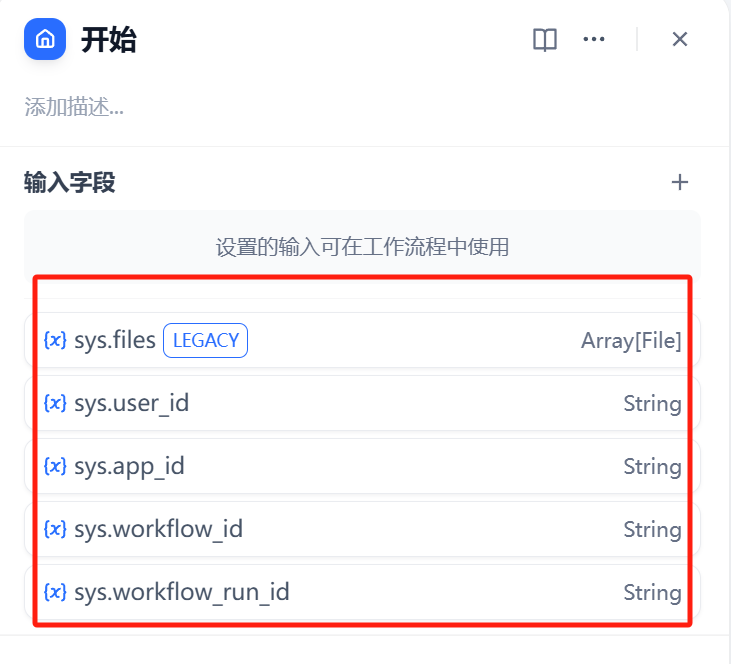 开始
添加描述...
输入字段
设置的输入可在工作流程中使用
{x} sys.files LEGACY Array[File]
{x} sys.user_id String
{x} sys.app_id String
{x} sys.workflow_id String
{x} sys.workflow_run_id String